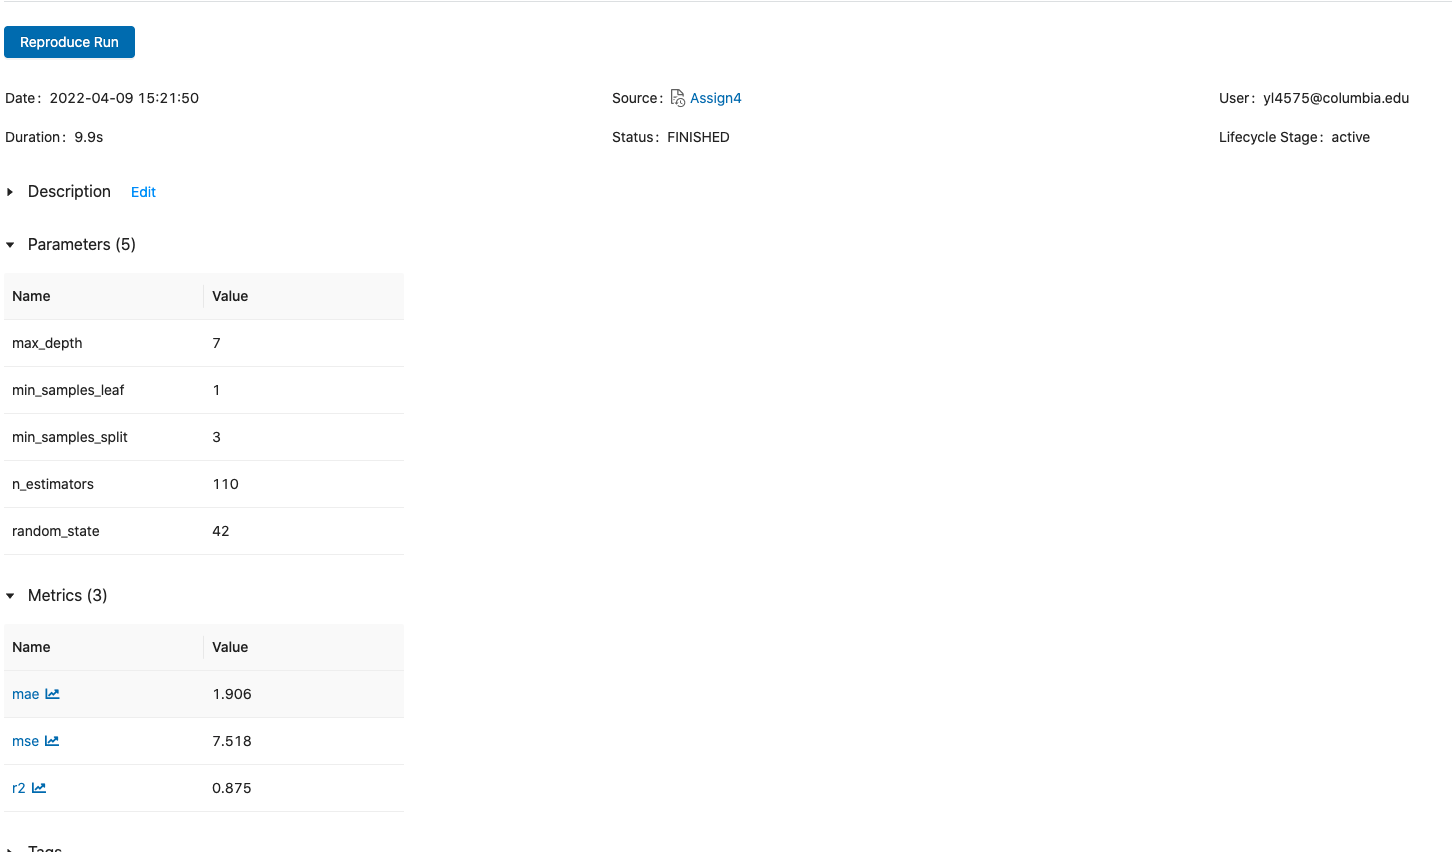 Reproduce Run
Date: 2022-04-09 15:21:50
Source: Assign4
User: yl4575@columbia.edu
Duration: 9.9s
Status: FINISHED
Lifecycle Stage: active
Description Edit
Parameters (5)
Name Value
max_depth 7
min_samples_leaf 1
min_samples_split 3
n_estimators 110
random_state 42
Metrics (3)
Name Value
mae 1.906
mse 7.518
r2 0.875
Tags